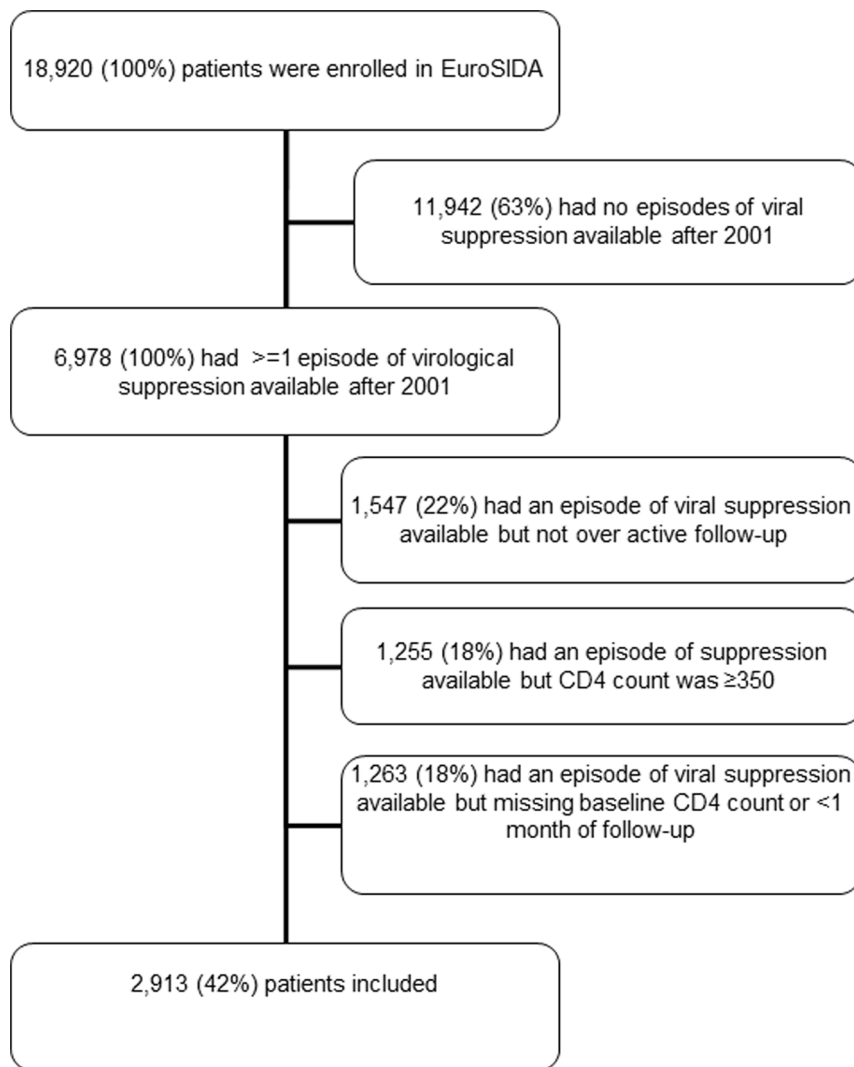 18,920 (100%) patients were enrolled in EuroSIDA
11,942 (63%) had no episodes of viral
suppression available after 2001
6,978 (100%) had >=1 episode of virological
suppression available after 2001
1,547 (22%) had an episode of viral suppression
available but not over active follow-up
1,255 (18%) had an episode of suppression
available but CD4 count was ≥350
1,263 (18%) had an episode of viral suppression
available but missing baseline CD4 count or <1
month of follow-up
2,913 (42%) patients included